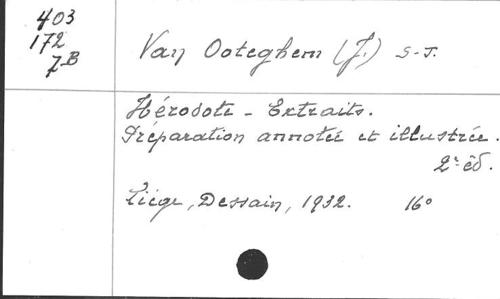 403
172
7B
Van Ooteghem (J.) S.J.
Hérodote - Extraits.
Préparation annotée et illustrée.
2e éd.
Liège, Dessain, 1932. 16°